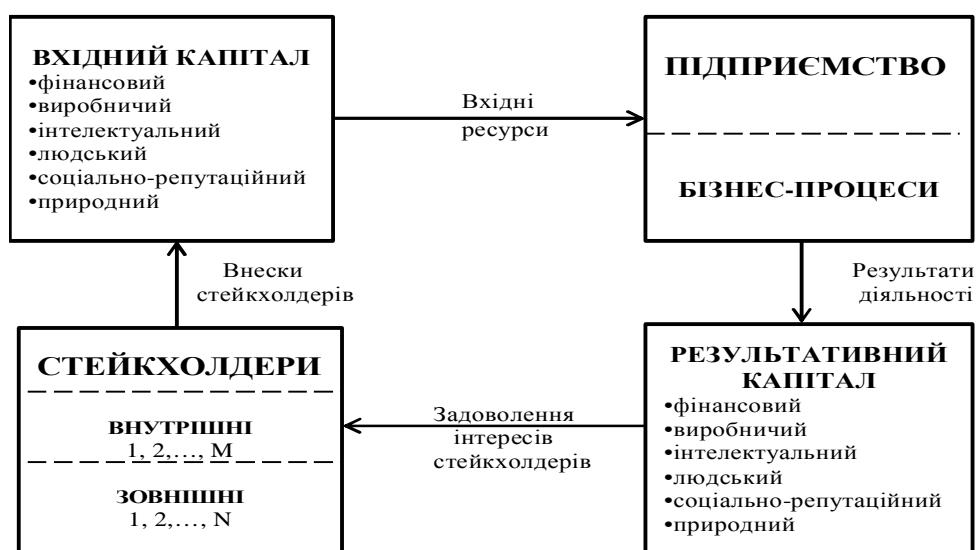 ВХІДНИЙ КАПІТАЛ
•фінансовий
•виробничий
•інтелектуальний
•людський
•соціально-репутаційний
•природний
Вхідні
ресурси
ПІДПРИЄМСТВО
БІЗНЕС-ПРОЦЕСИ
Внески
стейкхолдерів
Результати
діяльності
СТЕЙКХОЛДЕРИ
ВНУТРІШНІ
1, 2,..., M
ЗОВНІШНІ
1, 2,..., N
Задоволення
інтересів
стейкхолдерів
РЕЗУЛЬТАТИВНИЙ
КАПІТАЛ
•фінансовий
•виробничий
•інтелектуальний
•людський
•соціально-репутаційний
•природний